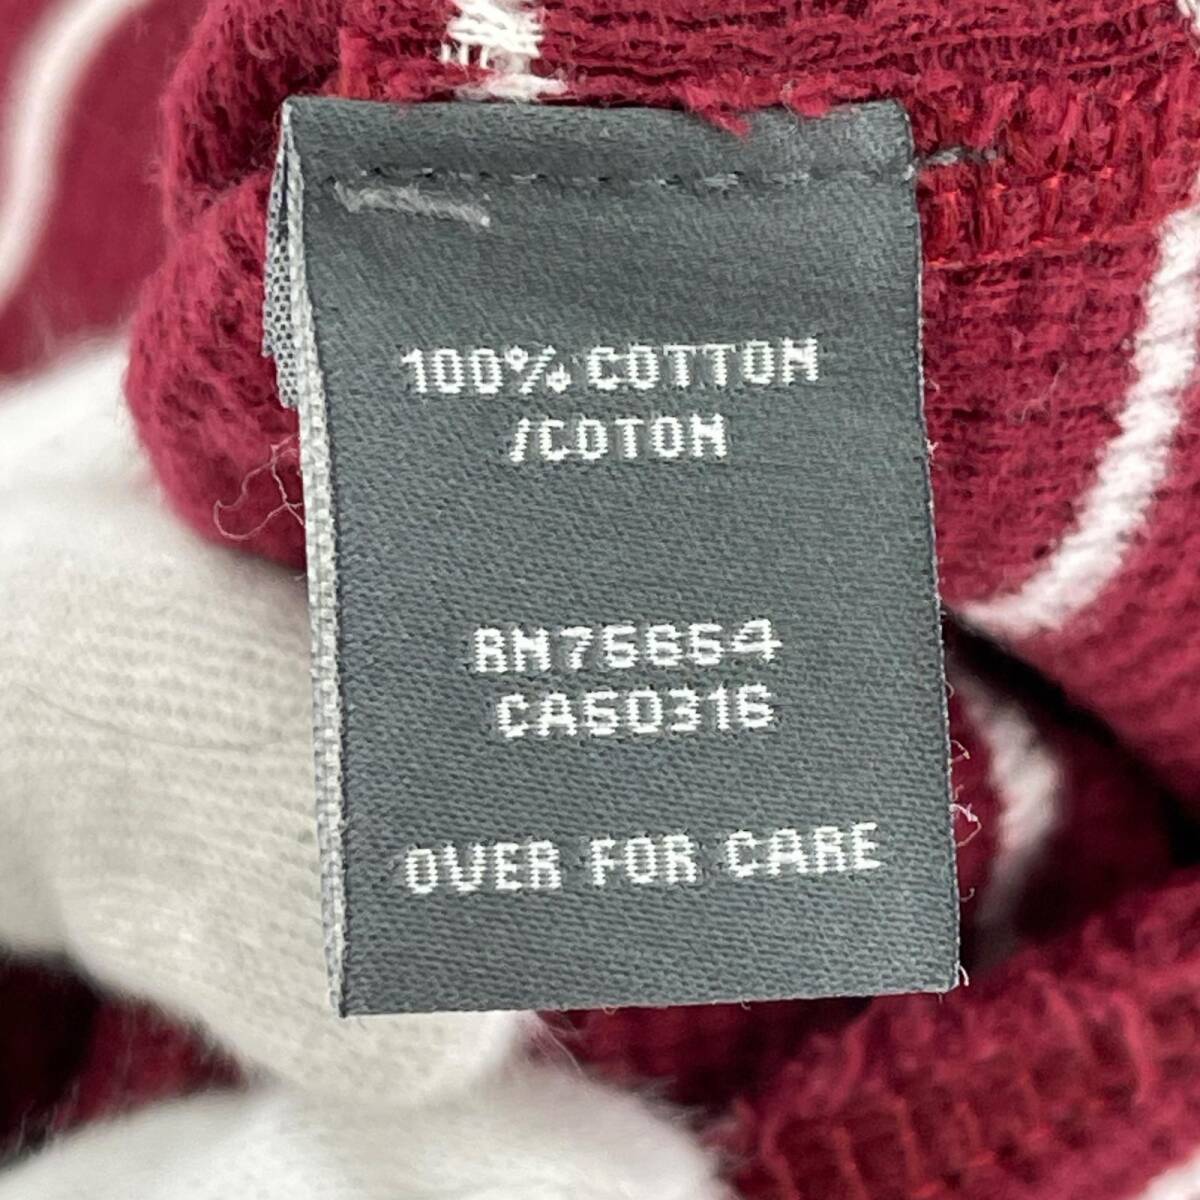 100% COTTON
/COTON
RN75654
CA50316
OVER FOR CARE